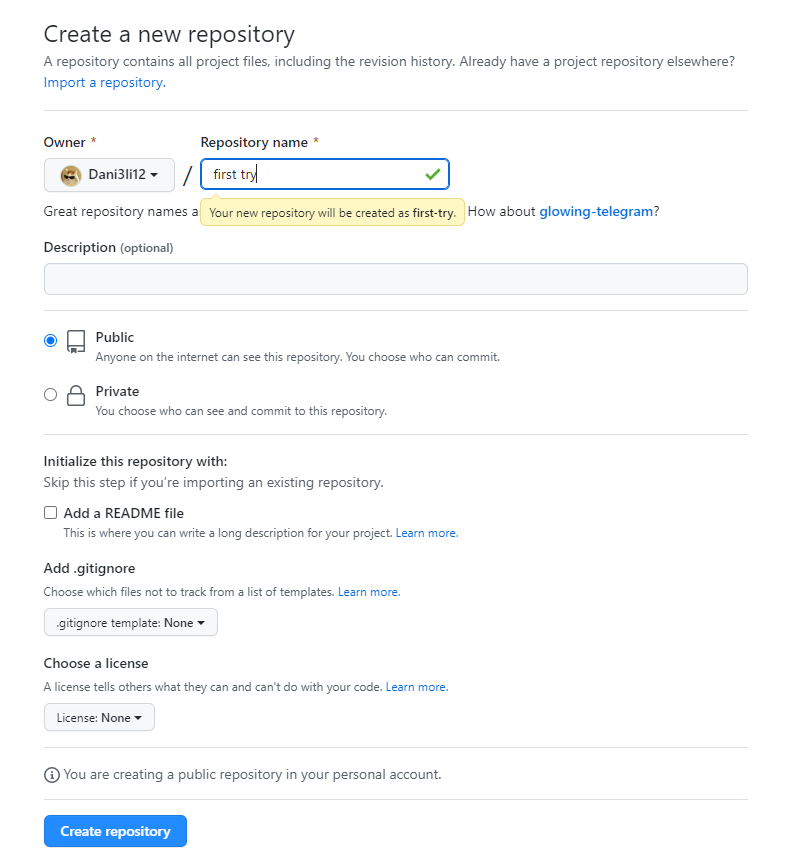 Create a new repository
A repository contains all project files, including the revision history. Already have a project repository elsewhere?
Import a repository.
Owner * Repository name *
Dani3li12 / first try
Great repository names a Your new repository will be created as first-try. How about glowing-telegram?
Description (optional)
Public
Anyone on the internet can see this repository. You choose who can commit.
Private
You choose who can see and commit to this repository.
Initialize this repository with:
Skip this step if you’re importing an existing repository.
Add a README file
This is where you can write a long description for your project. Learn more.
Add .gitignore
Choose which files not to track from a list of templates. Learn more.
.gitignore template: None
Choose a license
A license tells others what they can and can't do with your code. Learn more.
License: None
You are creating a public repository in your personal account.
Create repository